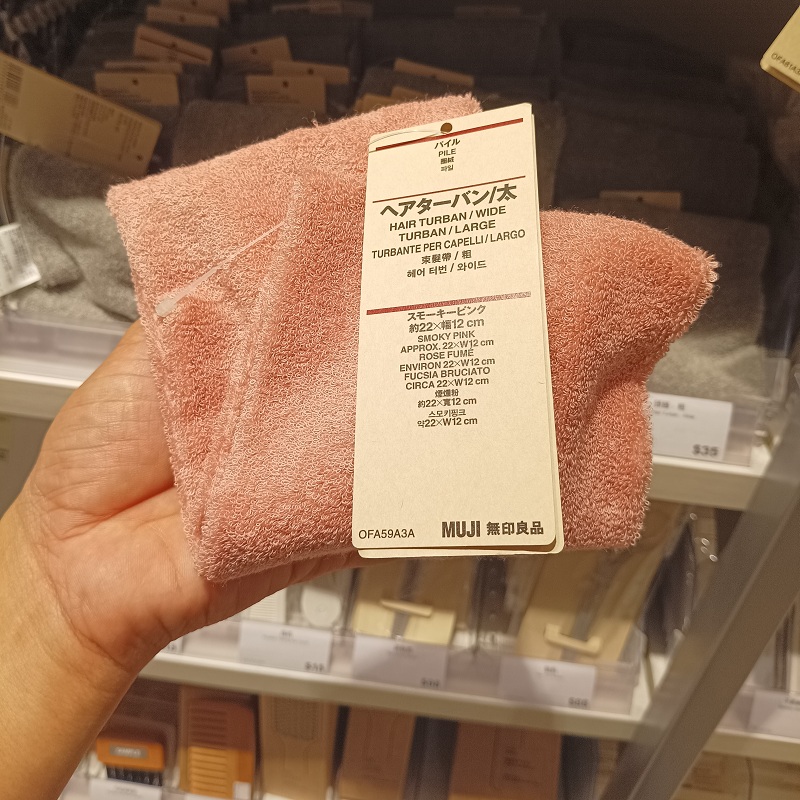 パイル
PILE
파일
ヘアターバン/太
HAIR TURBAN / WIDE
TURBAN / LARGE
TURBANTE PER CAPELLI / LARGO
束髮帶 / 粗
헤어 터번 / 와이드
スモーキーピンク
約22×幅12 cm
SMOKY PINK
APPROX. 22×W12 cm
ROSE FUMÉ
ENVIRON 22×W12 cm
FUCSIA BRUCIATO
CIRCA 22×W12 cm
煙燻粉
約22×寬12 cm
스모키핑크
약22×W12 cm
OFA59A3A
MUJI 無印良品
$35